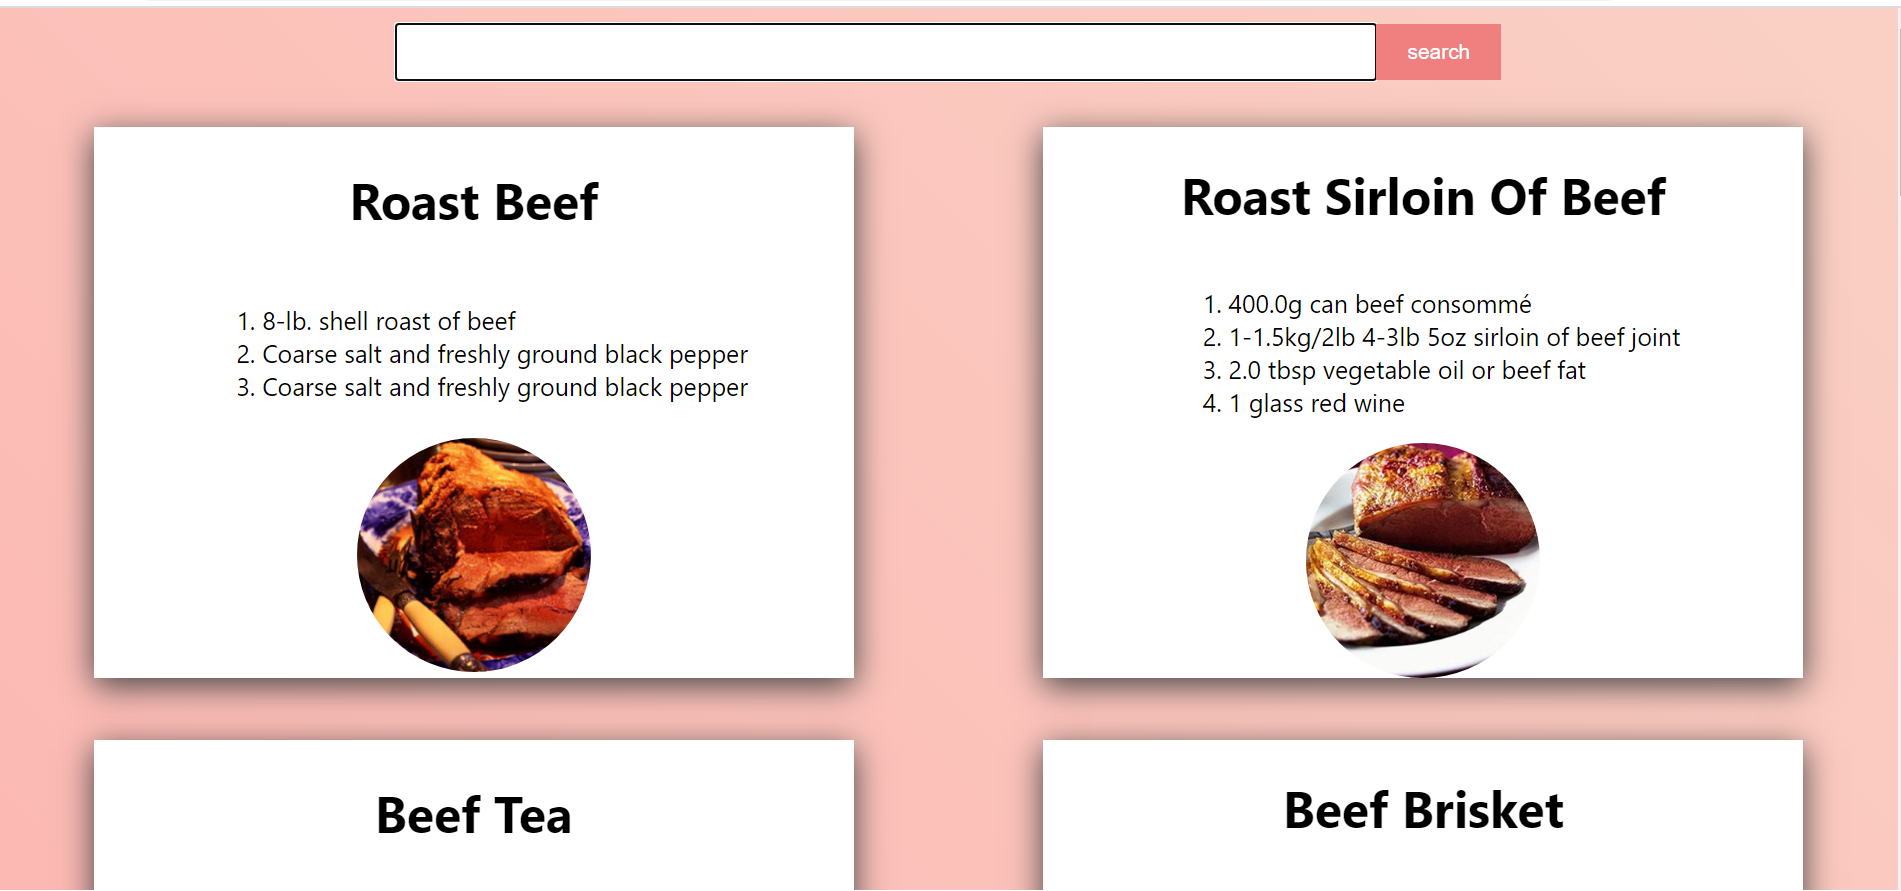 search
Roast Beef
1. 8-lb. shell roast of beef
2. Coarse salt and freshly ground black pepper
3. Coarse salt and freshly ground black pepper
Roast Sirloin Of Beef
1. 400.0g can beef consommé
2. 1-1.5kg/2lb 4-3lb 5oz sirloin of beef joint
3. 2.0 tbsp vegetable oil or beef fat
4. 1 glass red wine
Beef Tea
Beef Brisket